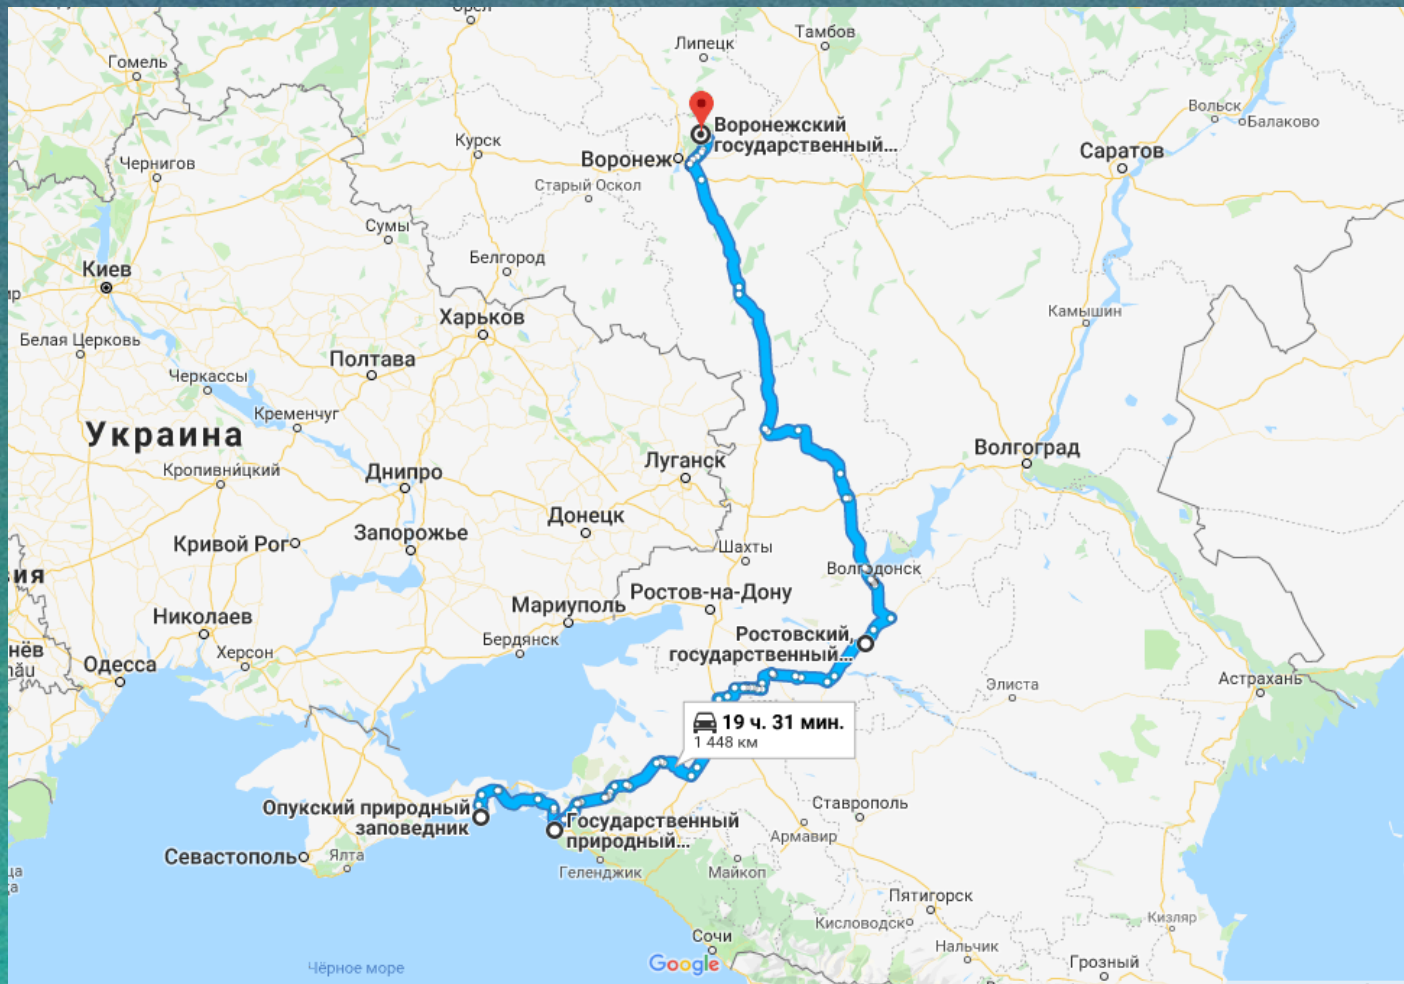 Орёл
Тамбов
Липецк
Гомель
Вольск
Балаково
Воронежский
государственный...
Курск
Воронеж
Саратов
Чернигов
Старый Оскол
Сумы
Белгород
Киев
Камышин
Харьков
Белая Церковь
Полтава
Черкассы
Кременчуг
Украина
Волгоград
Луганск
Кропивни́цкий
Днипро
Донецк
Запорожье
Кривой Рог
Шахты
Волгодонск
Ростов-на-Дону
Мариуполь
Николаев
Бердянск
Ростовский
государственный...
Херсон
Одесса
Элиста
Астрахань
19 ч. 31 мин.
1 448 км
Опукский природный
заповедник
Государственный
природный...
Ставрополь
Армавир
Севастополь
Ялта
Геленджик
Майкоп
Пятигорск
Кисловодск
Кизляр
Сочи
Нальчик
Чёрное море
Google
Грозный